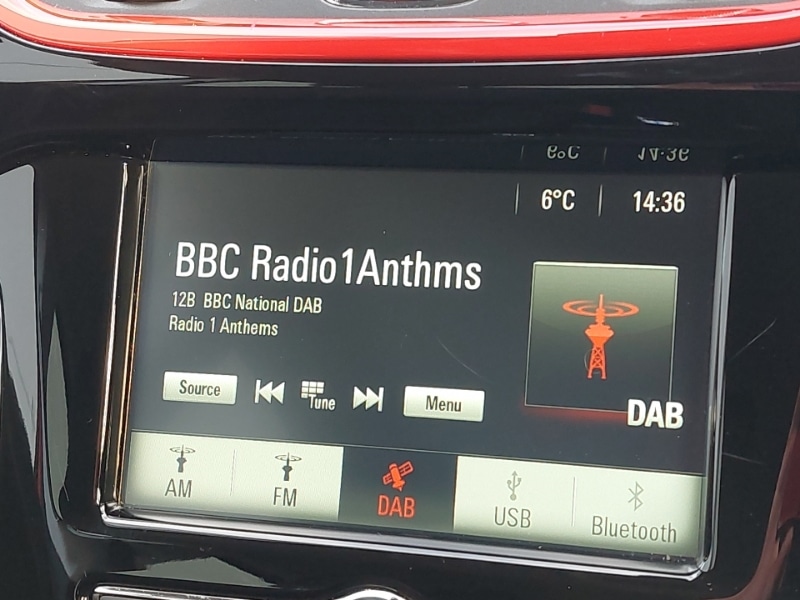 6°C 14:36
BBC Radio1Anthms
12B BBC National DAB
Radio 1 Anthems
Source Tune Menu
DAB
AM FM DAB USB Bluetooth